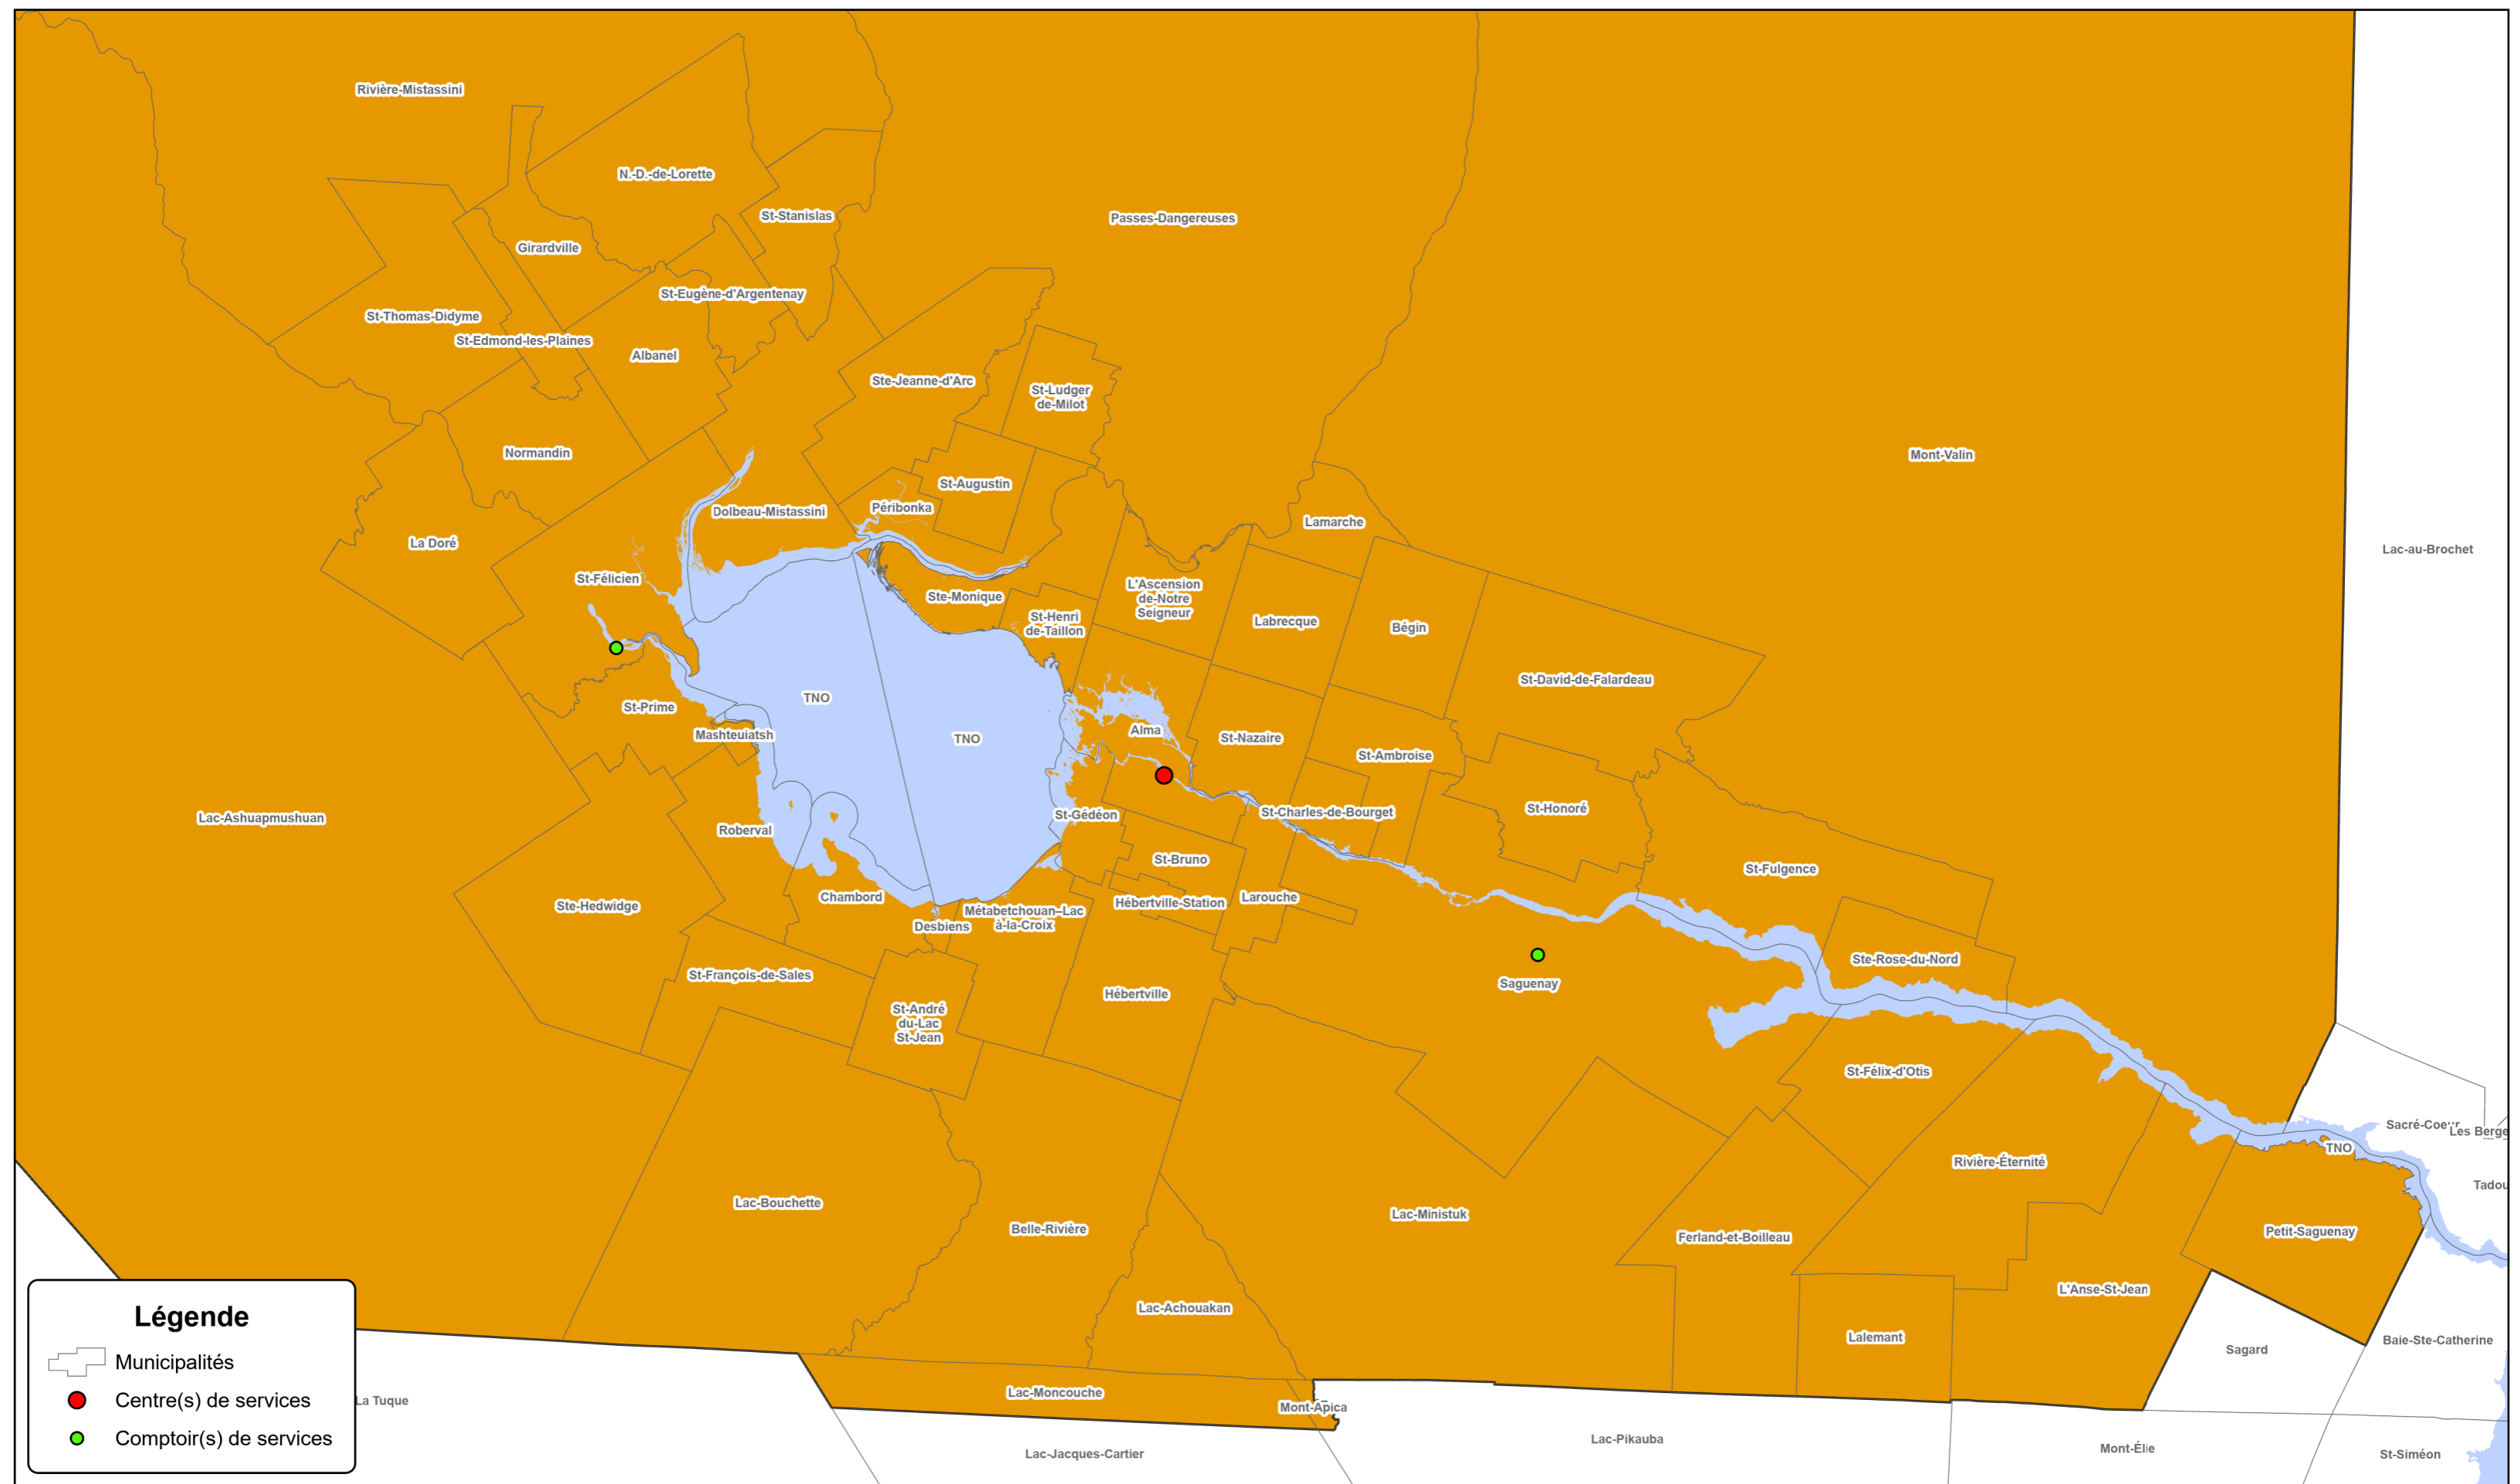 Rivière-Mistassini
N.-D.-de-Lorette
St-Stanislas
Passes-Dangereuses
Girardville
St-Eugène-d'Argentenay
St-Thomas-Didyme
St-Edmond-les-Plaines
Albanel
Ste-Jeanne-d'Arc
St-Ludger
de-Milot
Normandin
Mont-Valin
St-Augustin
Péribonka
Dolbeau-Mistassini
Lamarche
La Doré
Lac-au-Brochet
St-Félicien
L'Ascension
de-Notre
Seigneur
Ste-Monique
St-Henri
de-Taillon
Labrecque
Bégin
St-David-de-Falardeau
TNO
St-Prime
Mashteuiatsh
TNO
Alma
St-Nazaire
St-Ambroise
Lac-Ashuapmushuan
Roberval
St-Gédéon
St-Charles-de-Bourget
St-Honoré
St-Bruno
St-Fulgence
Chambord
Ste-Hedwidge
Hébertville-Station
Larouche
Métabetchouan–Lac
à-la-Croix
Desbiens
Ste-Rose-du-Nord
St-François-de-Sales
Saguenay
Hébertville
St-André
du-Lac
St-Jean
St-Félix-d'Otis
Sacré-Coeur
Les Berge
TNO
Rivière-Éternité
Tadou
Lac-Bouchette
Belle-Rivière
Lac-Ministuk
Ferland-et-Boilleau
Petit-Saguenay
L'Anse-St-Jean
Lac-Achouakan
Lalemant
Sagard
Baie-Ste-Catherine
Lac-Moncouche
Mont-Apica
La Tuque
Lac-Jacques-Cartier
Lac-Pikauba
Mont-Élie
St-Siméon
Légende
Municipalités
Centre(s) de services
Comptoir(s) de services